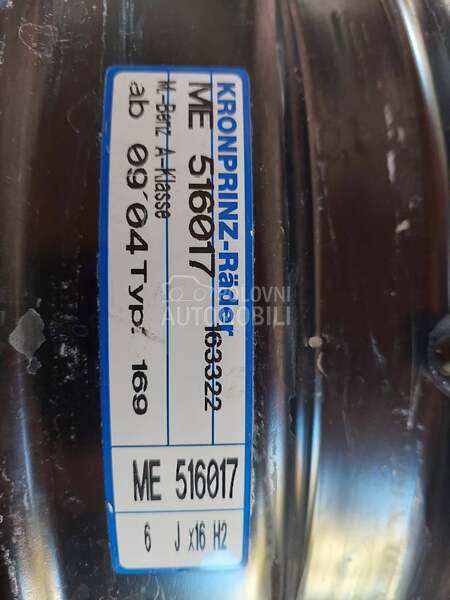 KRONPRINZ-Räder
ME 516017 163322
M.-Benz A-Klasse
ab 09'04 Typ: 169
ME 516017
6 J x16 H2
POLOVNI
AUTOMOBILI